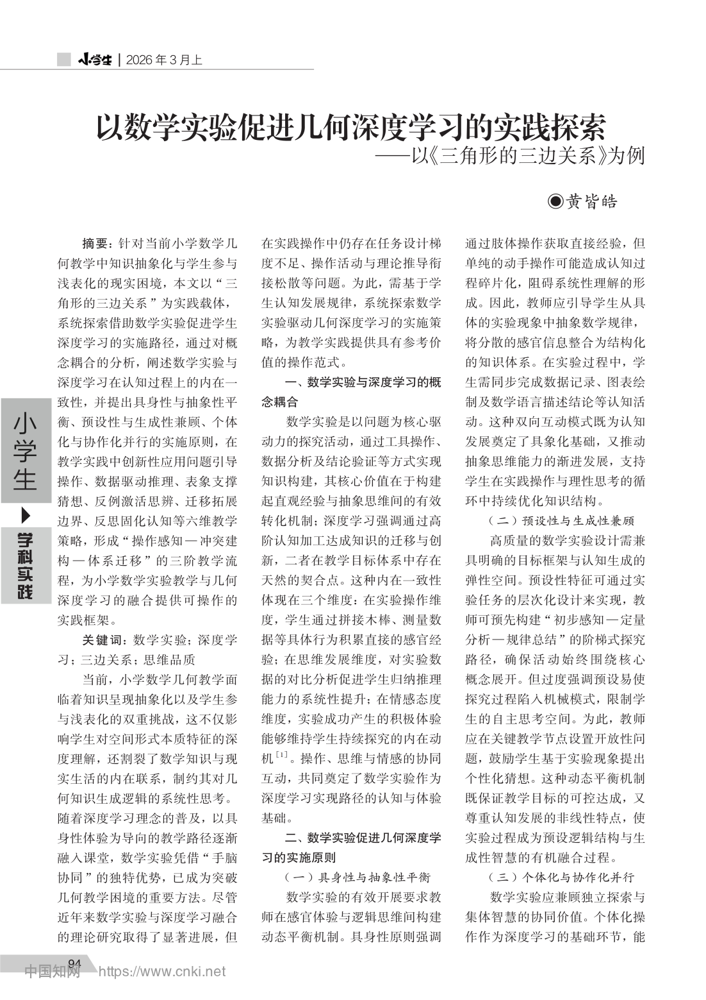 小学生 | 2026年3月上
以数学实验促进几何深度学习的实践探索
——以《三角形的三边关系》为例
◉黄皆皓
摘要：针对当前小学数学几
何教学中知识抽象化与学生参与
浅表化的现实困境，本文以“三
角形的三边关系”为实践载体，
系统探索借助数学实验促进学生
深度学习的实施路径，通过对概
念耦合的分析，阐述数学实验与
深度学习在认知过程上的内在一
致性，并提出具身性与抽象性平
衡、预设性与生成性兼顾、个体
化与协作化并行的实施原则，在
教学实践中创新性应用问题引导
操作、数据驱动推理、表象支撑
猜想、反例激活思辨、迁移拓展
边界、反思固化认知等六维教学
策略，形成“操作感知—冲突建
构—体系迁移”的三阶教学流
程，为小学数学实验教学与几何
深度学习的融合提供可操作的
实践框架。
关键词：数学实验；深度学
习；三边关系；思维品质
当前，小学数学几何教学面
临着知识呈现抽象化以及学生参
与浅表化的双重挑战，这不仅影
响学生对空间形式本质特征的深
度理解，还割裂了数学知识与现
实生活的内在联系，制约其对几
何知识生成逻辑的系统性思考。
随着深度学习理念的普及，以具
身性体验为导向的教学路径逐渐
融入课堂，数学实验凭借“手脑
协同”的独特优势，已成为突破
几何教学困境的重要方法。尽管
近年来数学实验与深度学习融合
的理论研究取得了显著进展，但
在实践操作中仍存在任务设计梯
度不足、操作活动与理论推导衔
接松散等问题。为此，需基于学
生认知发展规律，系统探索数学
实验驱动几何深度学习的实施策
略，为教学实践提供具有参考价
值的操作范式。
一、数学实验与深度学习的概
念耦合
数学实验是以问题为核心驱
动力的探究活动，通过工具操作、
数据分析及结论验证等方式实现
知识构建，其核心价值在于构建
起直观经验与抽象思维间的有效
转化机制；深度学习强调通过高
阶认知加工达成知识的迁移与创
新，二者在教学目标体系中存在
天然的契合点。这种内在一致性
体现在三个维度：在实验操作维
度，学生通过拼接木棒、测量数
据等具体行为积累直接的感官经
验；在思维发展维度，对实验数
据的对比分析促进学生归纳推理
能力的系统性提升；在情感态度
维度，实验成功产生的积极体验
能够维持学生持续探究的内在动
机[1]。操作、思维与情感的协同
互动，共同奠定了数学实验作为
深度学习实现路径的认知与体验
基础。
二、数学实验促进几何深度学
习的实施原则
（一）具身性与抽象性平衡
数学实验的有效开展要求教
师在感官体验与逻辑思维间构建
动态平衡机制。具身性原则强调
通过肢体操作获取直接经验，但
单纯的动手操作可能造成认知过
程碎片化，阻碍系统性理解的形
成。因此，教师应引导学生从具
体的实验现象中抽象数学规律，
将分散的感官信息整合为结构化
的知识体系。在实验过程中，学
生需同步完成数据记录、图表绘
制及数学语言描述结论等认知活
动。这种双向互动模式既为认知
发展奠定了具象化基础，又推动
抽象思维能力的渐进发展，支持
学生在实践操作与理性思考的循
环中持续优化知识结构。
（二）预设性与生成性兼顾
高质量的数学实验设计需兼
具明确的目标框架与认知生成的
弹性空间。预设性特征可通过实
验任务的层次化设计来实现，教
师可预先构建“初步感知—定量
分析—规律总结”的阶梯式探究
路径，确保活动始终围绕核心
概念展开。但过度强调预设易使
探究过程陷入机械模式，限制学
生的自主思考空间。为此，教师
应在关键教学节点设置开放性问
题，鼓励学生基于实验现象提出
个性化猜想。这种动态平衡机制
既保证教学目标的可控达成，又
尊重认知发展的非线性特点，使
实验过程成为预设逻辑结构与生
成性智慧的有机融合过程。
（三）个体化与协作化并行
数学实验应兼顾独立探索与
集体智慧的协同价值。个体化操
作作为深度学习的基础环节，能
小学生
学科实践
94
中国知网 https://www.cnki.net